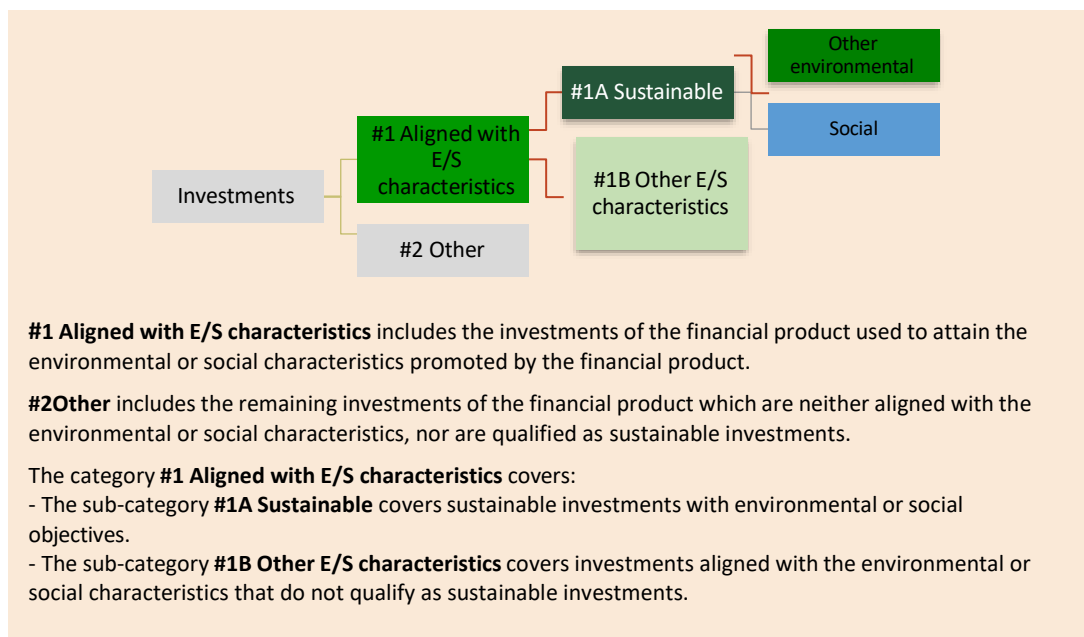 Other
environmental
#1A Sustainable
Social
#1 Aligned with
E/S
characteristics
#1B Other E/S
characteristics
Investments
#2 Other
#1 Aligned with E/S characteristics includes the investments of the financial product used to attain the
environmental or social characteristics promoted by the financial product.
#2Other includes the remaining investments of the financial product which are neither aligned with the
environmental or social characteristics, nor are qualified as sustainable investments.
The category #1 Aligned with E/S characteristics covers:
- The sub-category #1A Sustainable covers sustainable investments with environmental or social
objectives.
- The sub-category #1B Other E/S characteristics covers investments aligned with the environmental or
social characteristics that do not qualify as sustainable investments.